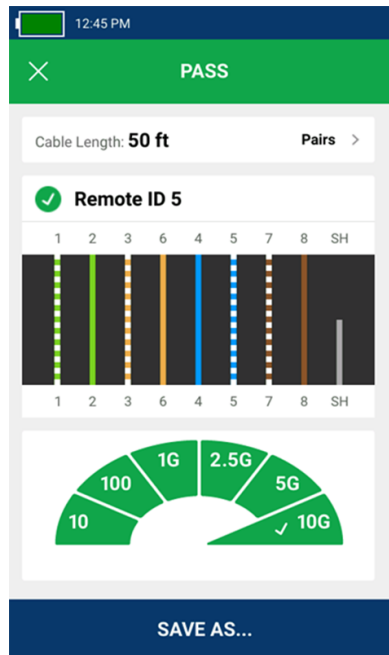 12:45 PM
PASS
Cable Length: 50 ft Pairs >
Remote ID 5
1 2 3 6 4 5 7 8 SH
1 2 3 6 4 5 7 8 SH
10 100 1G 2.5G 5G 10G
SAVE AS...